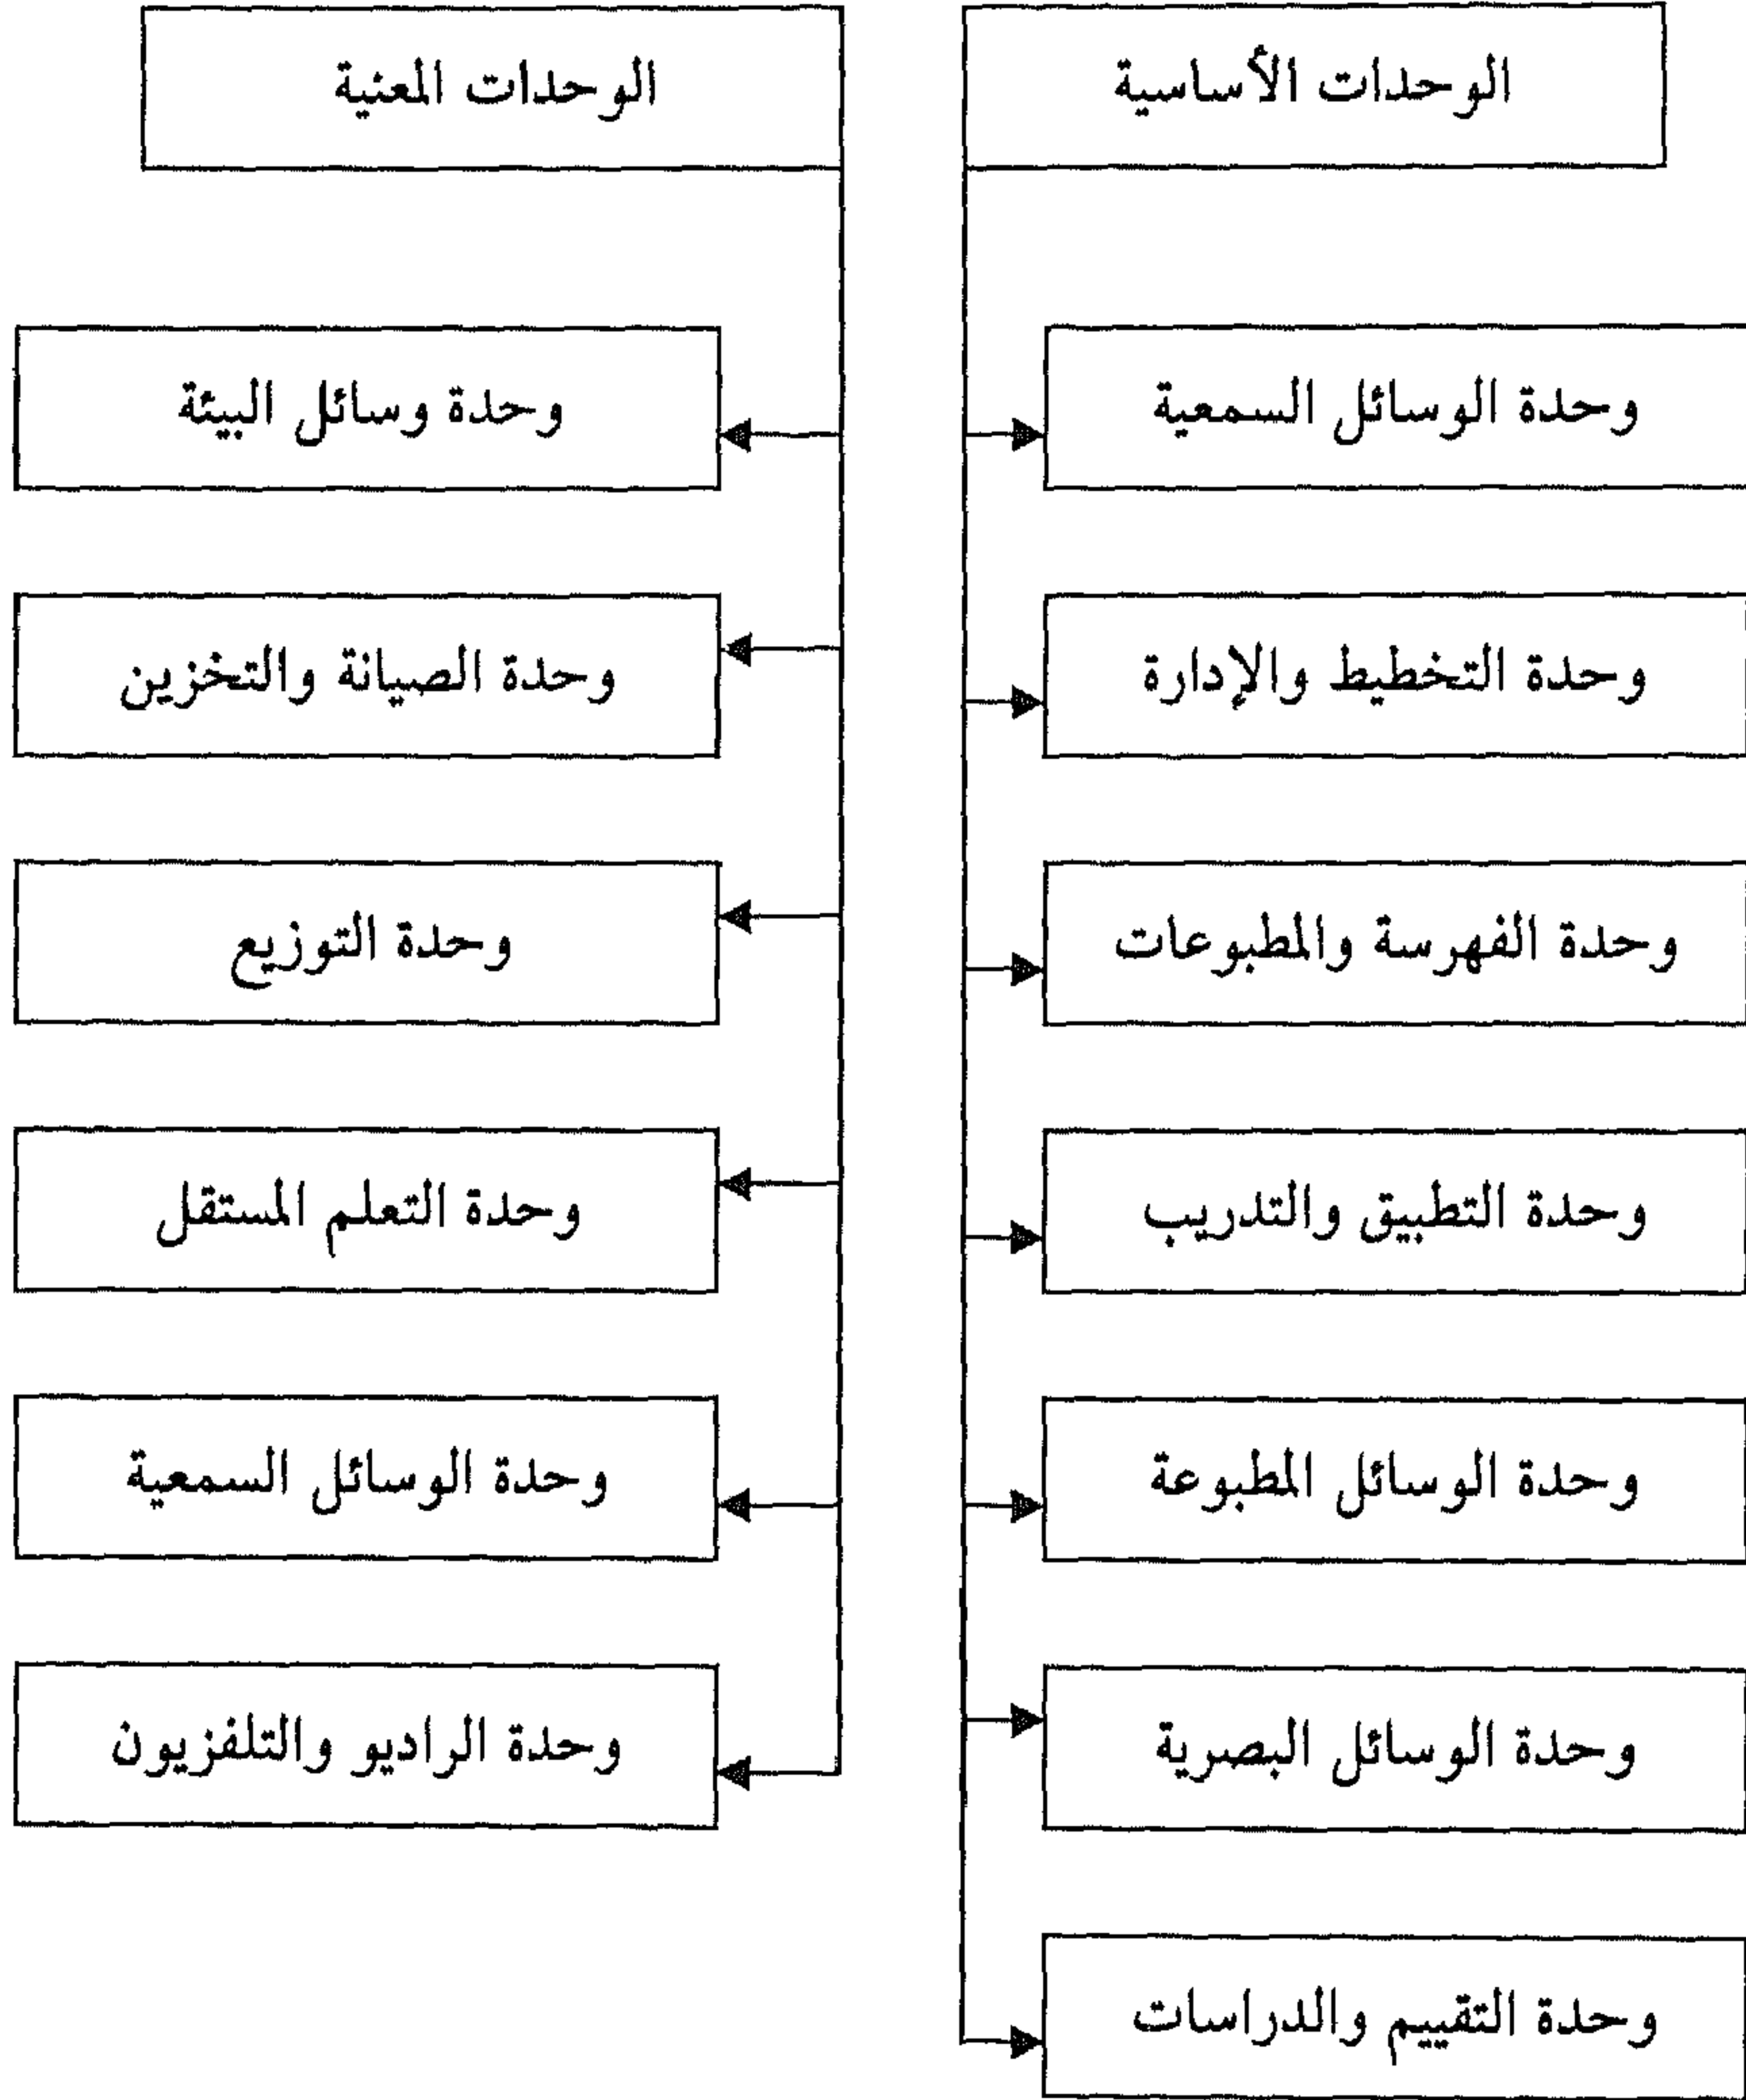 الوحدات الأساسية
وحدة الوسائل السمعية
وحدة التخطيط والإدارة
وحدة الفهرسة والمطبوعات
وحدة التطبيق والتدريب
وحدة الوسائل المطبوعة
وحدة الوسائل البصرية
وحدة التقييم والدراسات
الوحدات المعنية
وحدة وسائل البيئة
وحدة الصيانة والتخزين
وحدة التوزيع
وحدة التعلم المستقل
وحدة الوسائل السمعية
وحدة الراديو والتلفزيون